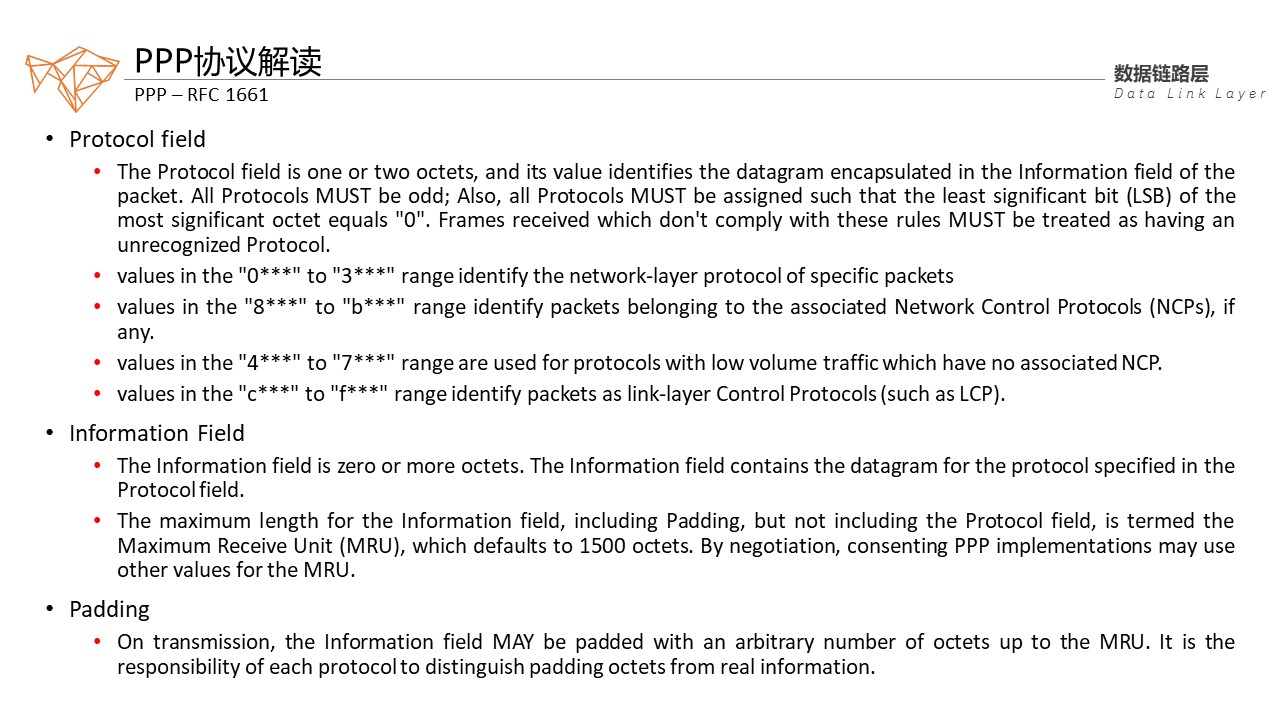 PPP协议解读
PPP – RFC 1661
数据链路层
Data Link Layer
• Protocol field
• The Protocol field is one or two octets, and its value identifies the datagram encapsulated in the Information field of the
packet. All Protocols MUST be odd; Also, all Protocols MUST be assigned such that the least significant bit (LSB) of the
most significant octet equals "0". Frames received which don't comply with these rules MUST be treated as having an
unrecognized Protocol.
• values in the "0***" to "3***" range identify the network-layer protocol of specific packets
• values in the "8***" to "b***" range identify packets belonging to the associated Network Control Protocols (NCPs), if
any.
• values in the "4***" to "7***" range are used for protocols with low volume traffic which have no associated NCP.
• values in the "c***" to "f***" range identify packets as link-layer Control Protocols (such as LCP).
• Information Field
• The Information field is zero or more octets. The Information field contains the datagram for the protocol specified in the
Protocol field.
• The maximum length for the Information field, including Padding, but not including the Protocol field, is termed the
Maximum Receive Unit (MRU), which defaults to 1500 octets. By negotiation, consenting PPP implementations may use
other values for the MRU.
• Padding
• On transmission, the Information field MAY be padded with an arbitrary number of octets up to the MRU. It is the
responsibility of each protocol to distinguish padding octets from real information.